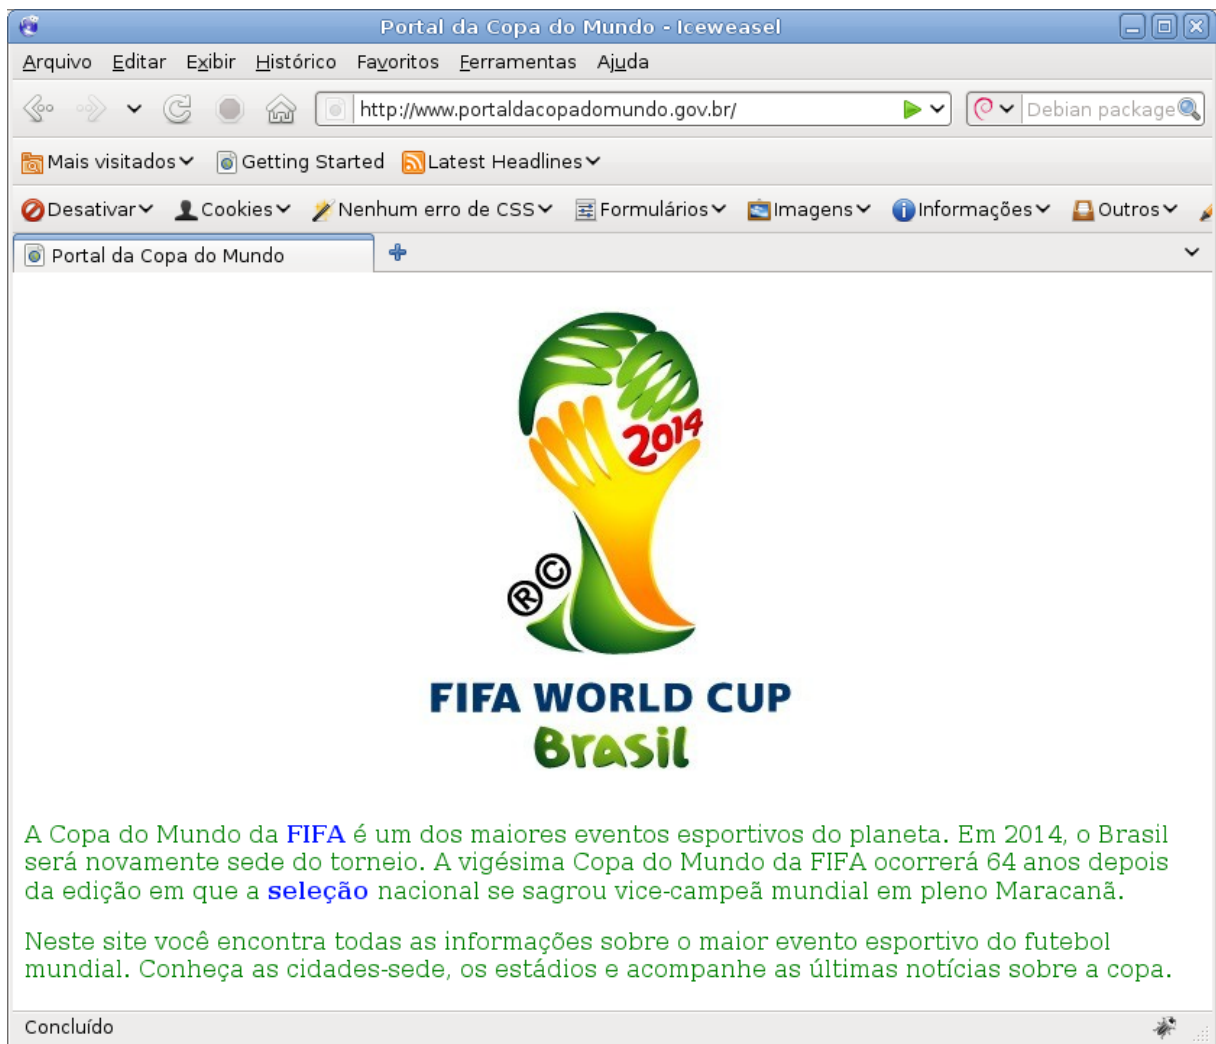 Portal da Copa do Mundo - Iceweasel
Arquivo Editar Exibir Histórico Favoritos Ferramentas Ajuda
http://www.portaldacopadomundo.gov.br/ Debian package
Mais visitados Getting Started Latest Headlines
Desativar Cookies Nenhum erro de CSS Formulários Imagens Informações Outros
Portal da Copa do Mundo
2014
®©
FIFA WORLD CUP
Brasil
A Copa do Mundo da FIFA é um dos maiores eventos esportivos do planeta. Em 2014, o Brasil
será novamente sede do torneio. A vigésima Copa do Mundo da FIFA ocorrerá 64 anos depois
da edição em que a seleção nacional se sagrou vice-campeã mundial em pleno Maracanã.
Neste site você encontra todas as informações sobre o maior evento esportivo do futebol
mundial. Conheça as cidades-sede, os estádios e acompanhe as últimas notícias sobre a copa.
Concluído